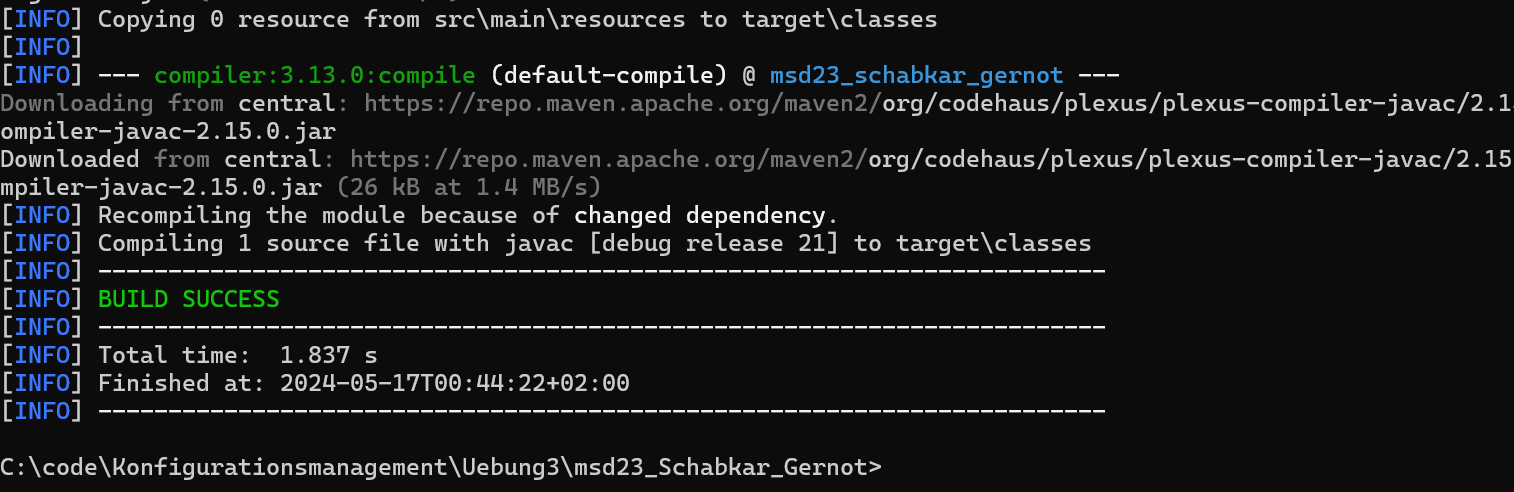 [INFO] Copying 0 resource from src\main\resources to target\classes
[INFO]
[INFO] --- compiler:3.13.0:compile (default-compile) @ msd23_schabkar_gernot ---
Downloading from central: https://repo.maven.apache.org/maven2/org/codehaus/plexus/plexus-compiler-javac/2.1
ompiler-javac-2.15.0.jar
Downloaded from central: https://repo.maven.apache.org/maven2/org/codehaus/plexus/plexus-compiler-javac/2.15
mpiler-javac-2.15.0.jar (26 kB at 1.4 MB/s)
[INFO] Recompiling the module because of changed dependency.
[INFO] Compiling 1 source file with javac [debug release 21] to target\classes
[INFO] ------------------------------------------------------------------------
[INFO] BUILD SUCCESS
[INFO] ------------------------------------------------------------------------
[INFO] Total time:  1.837 s
[INFO] Finished at: 2024-05-17T00:44:22+02:00
[INFO] ------------------------------------------------------------------------
C:\code\Konfigurationsmanagement\Uebung3\msd23_Schabkar_Gernot>